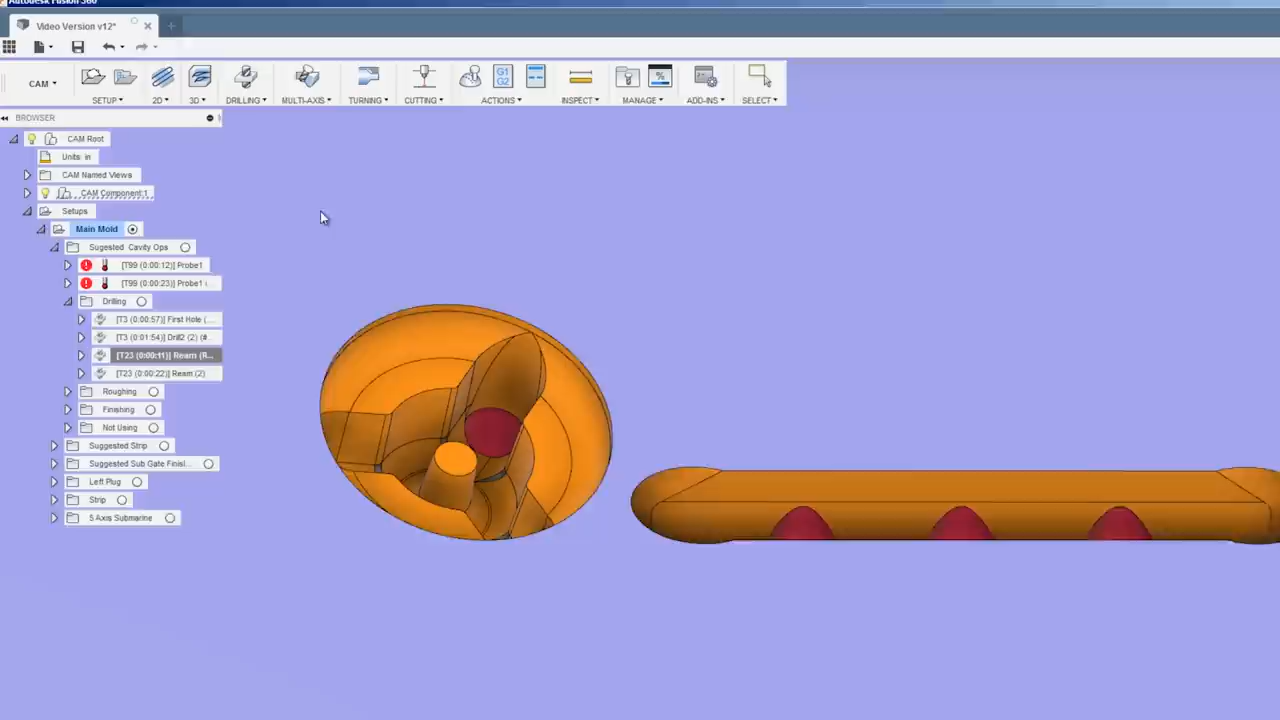 Autodesk Fusion 360
Video Version v12*
CAM
SETUP
2D
3D
DRILLING
MULTI-AXIS
TURNING
CUTTING
G1
G2
ACTIONS
INSPECT
%
MANAGE
ADD-INS
SELECT
BROWSER
CAM Root
Units: in
CAM Named Views
CAM Component:1
Setups
Main Mold
Sugested Cavity Ops
[T99 (0:00:12)] Probe1
[T99 (0:00:23)] Probe1 (...
Drilling
[T3 (0:00:57)] First Hole (...
[T3 (0:01:54)] Drill2 (2) (#...
[T23 (0:00:11)] Ream (R...
[T23 (0:00:22)] Ream (2)
Roughing
Finishing
Not Using
Suggested Strip
Suggested Sub Gate Finisl...
Left Plug
Strip
5 Axis Submarine